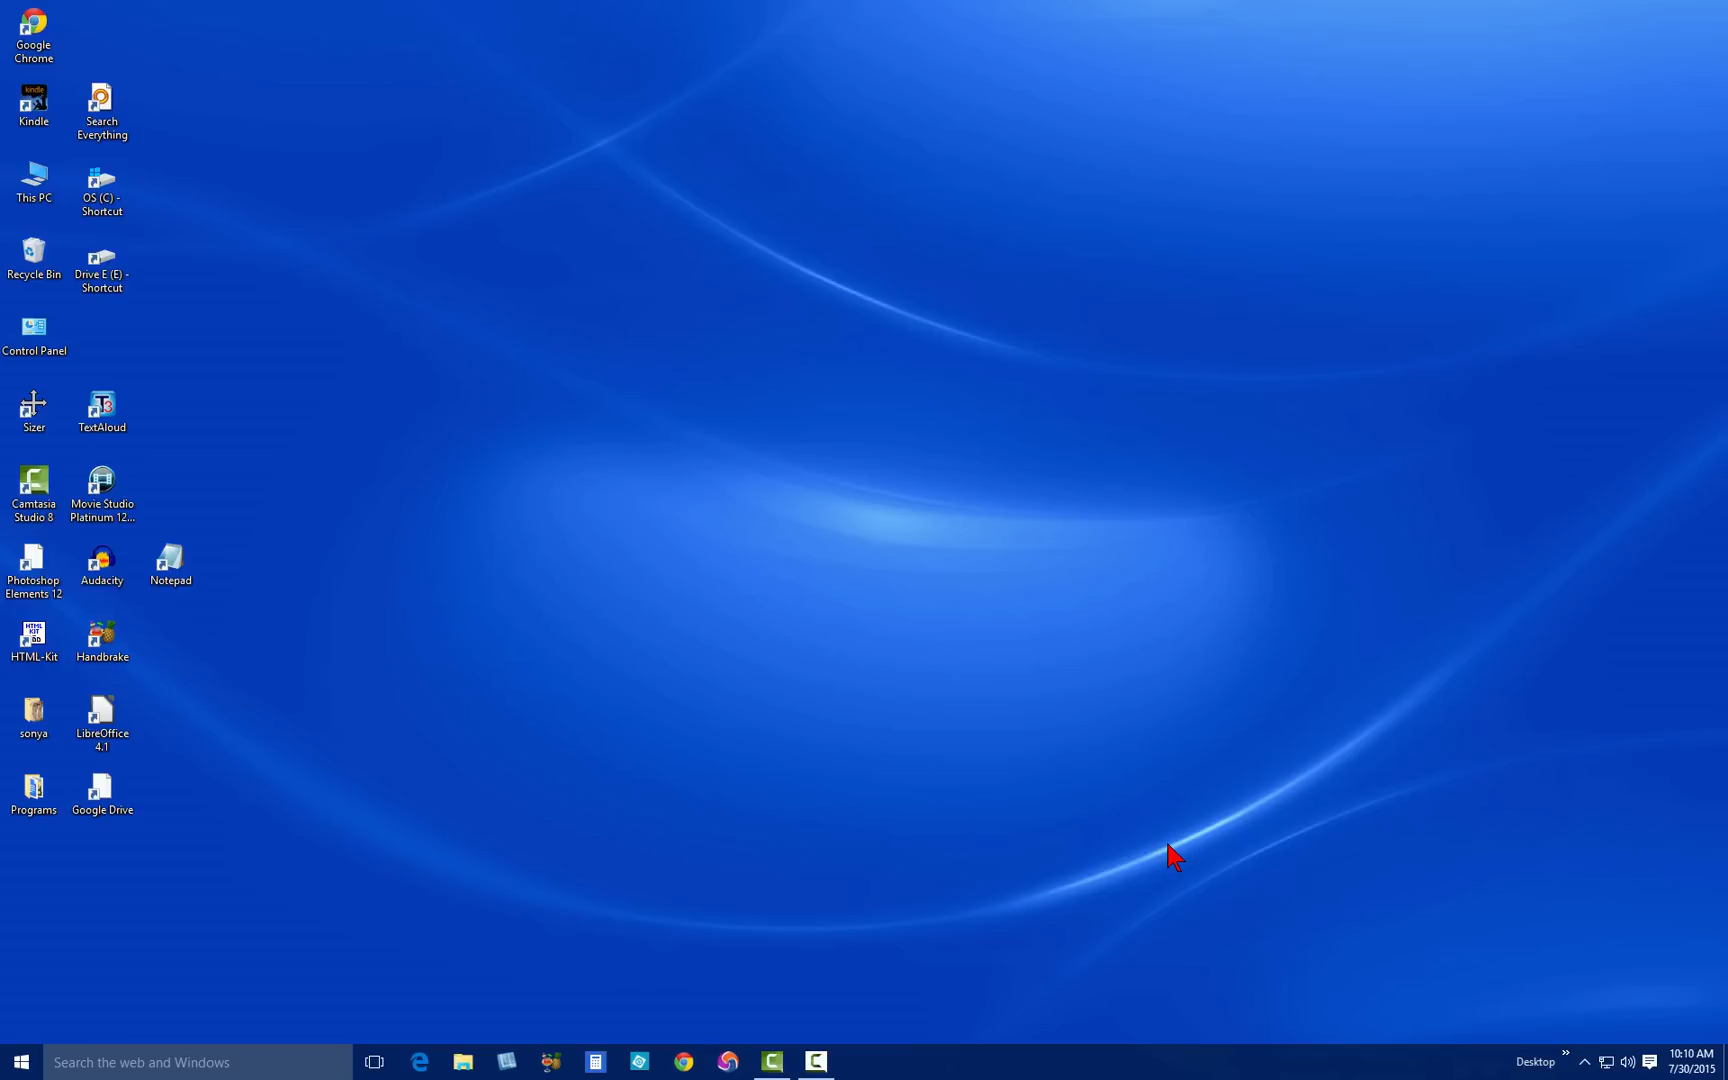 Google
Chrome
Kindle
Search
Everything
This PC
OS (C) -
Shortcut
Recycle Bin
Drive E (E) -
Shortcut
Control Panel
Sizer
TextAloud
Camtasia
Studio 8
Movie Studio
Platinum 12...
Photoshop
Elements 12
Audacity
Notepad
HTML-Kit
Handbrake
sonya
LibreOffice
4.1
Programs
Google Drive
Search the web and Windows
Desktop
10:10 AM
7/30/2015